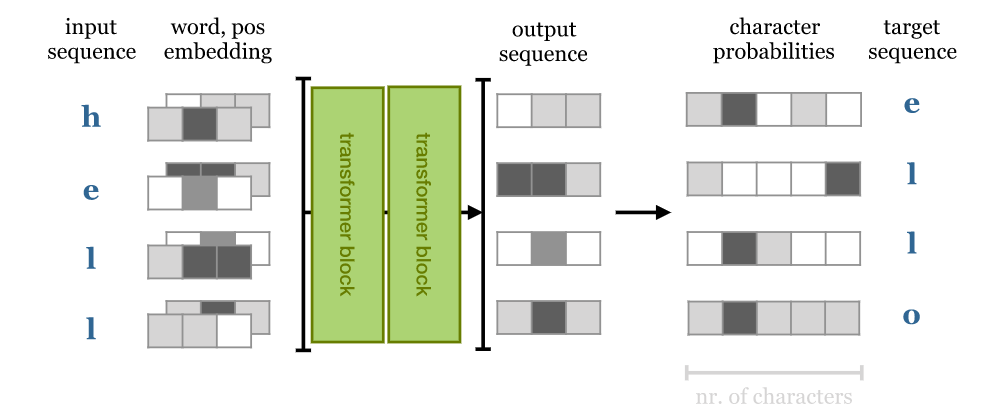 input
sequence
word, pos
embedding
output
sequence
character
probabilities
target
sequence
h
e
l
l
transformer block
transformer block
e
l
l
o
nr. of characters